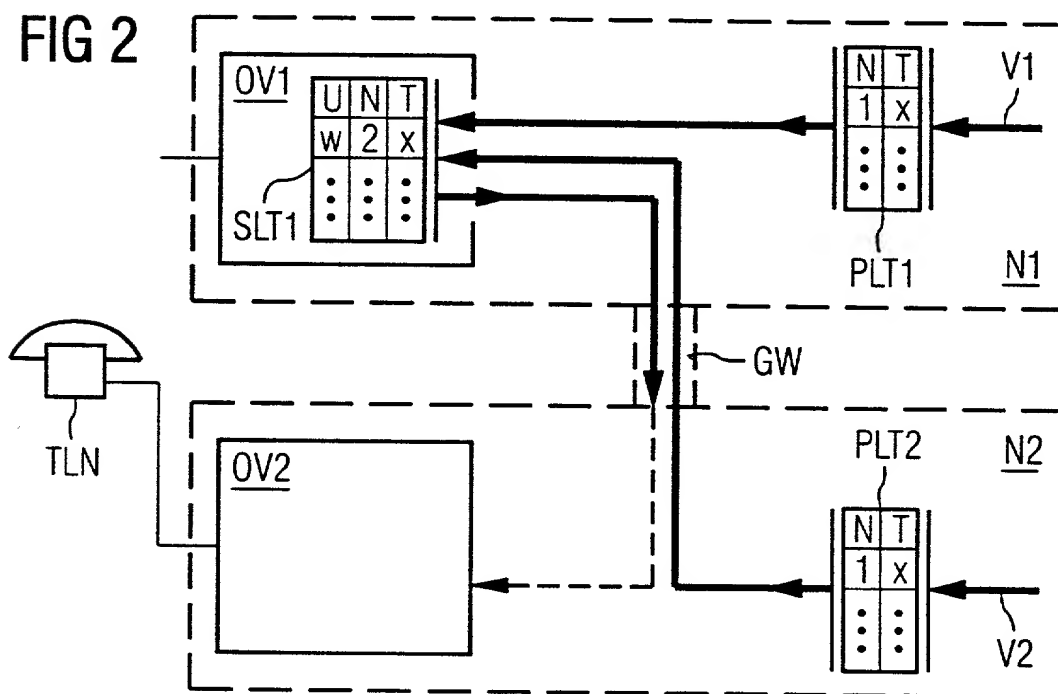 FIG 2
OV1
U N T
w 2 x
SLT1
N T
1 x
PLT1
V1
N1
GW
TLN
OV2
PLT2
N2
N T
1 x
V2